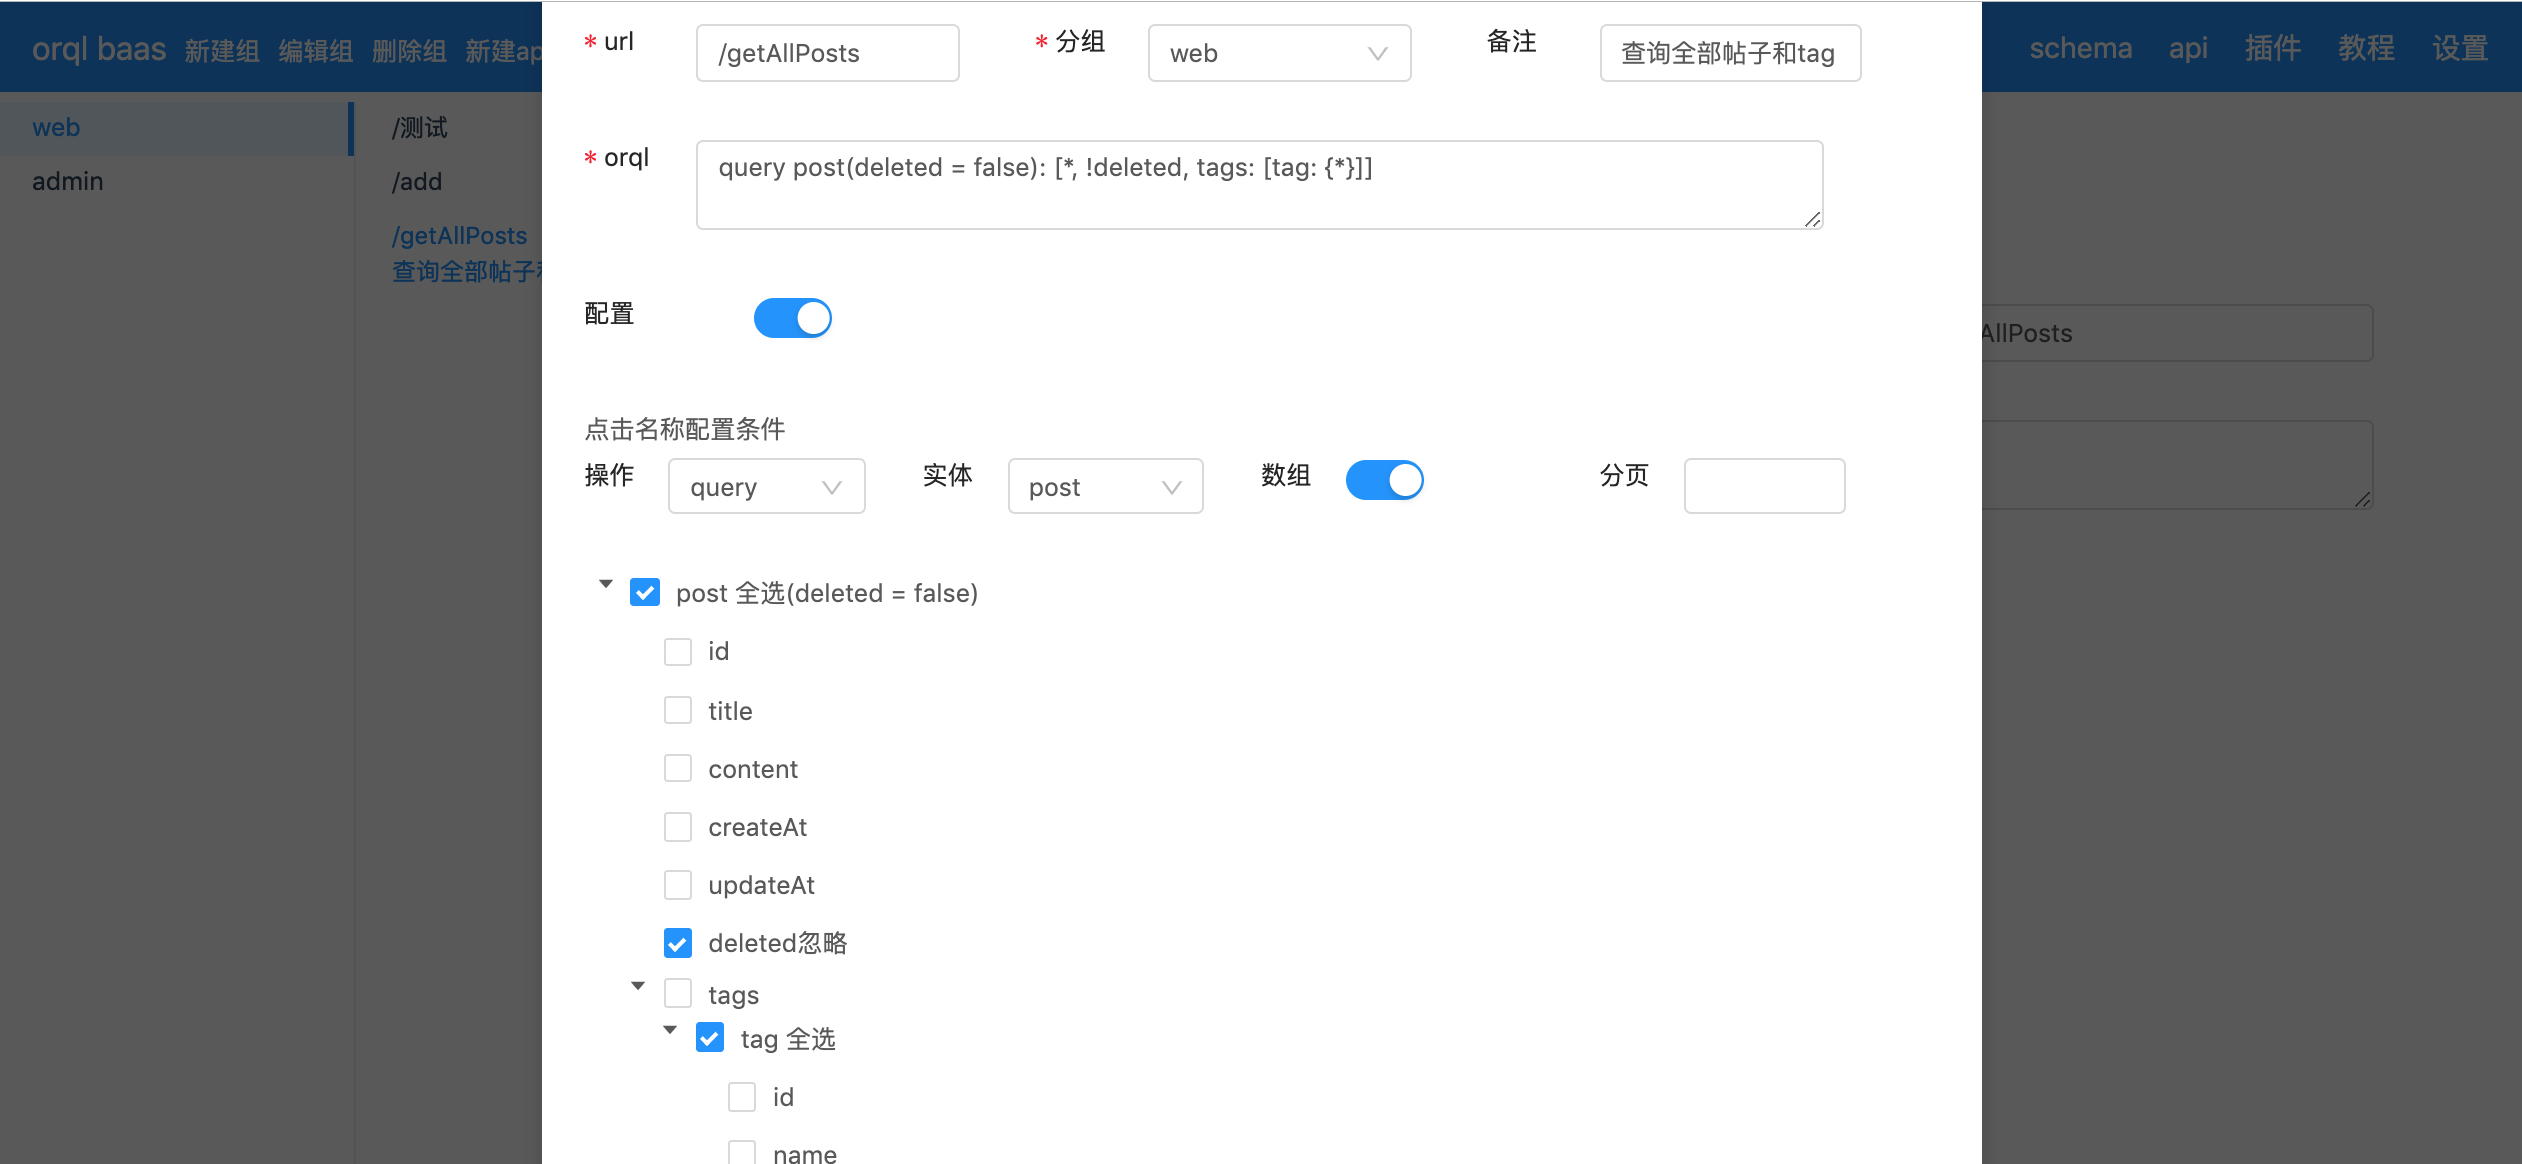 orql baas 新建组 编辑组 删除组 新建ap
schema api 插件 教程 设置
web
admin
/测试
/add
/getAllPosts
查询全部帖子
* url /getAllPosts * 分组 web 备注 查询全部帖子和tag
* orql query post(deleted = false): [*, !deleted, tags: [tag: {*}]]
配置
AllPosts
点击名称配置条件
操作 query 实体 post 数组 分页
post 全选(deleted = false)
id
title
content
createAt
updateAt
deleted忽略
tags
tag 全选
id
name